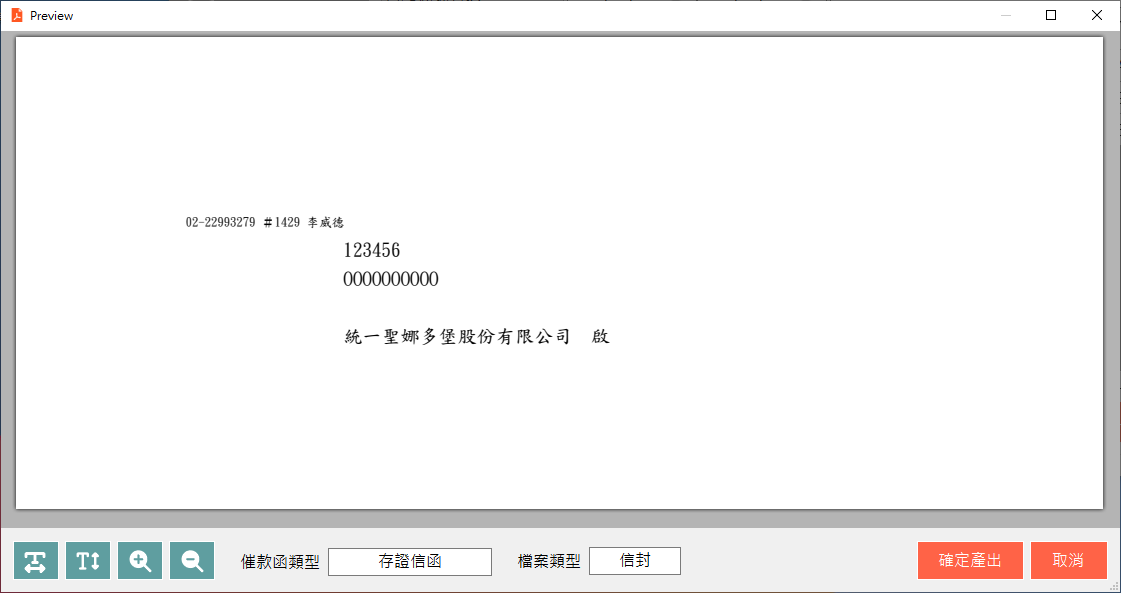 Preview
02-22993279 #1429 李威德
123456
0000000000
統一聖娜多堡股份有限公司　啟
催款函類型 存證信函 檔案類型 信封 確定產出 取消